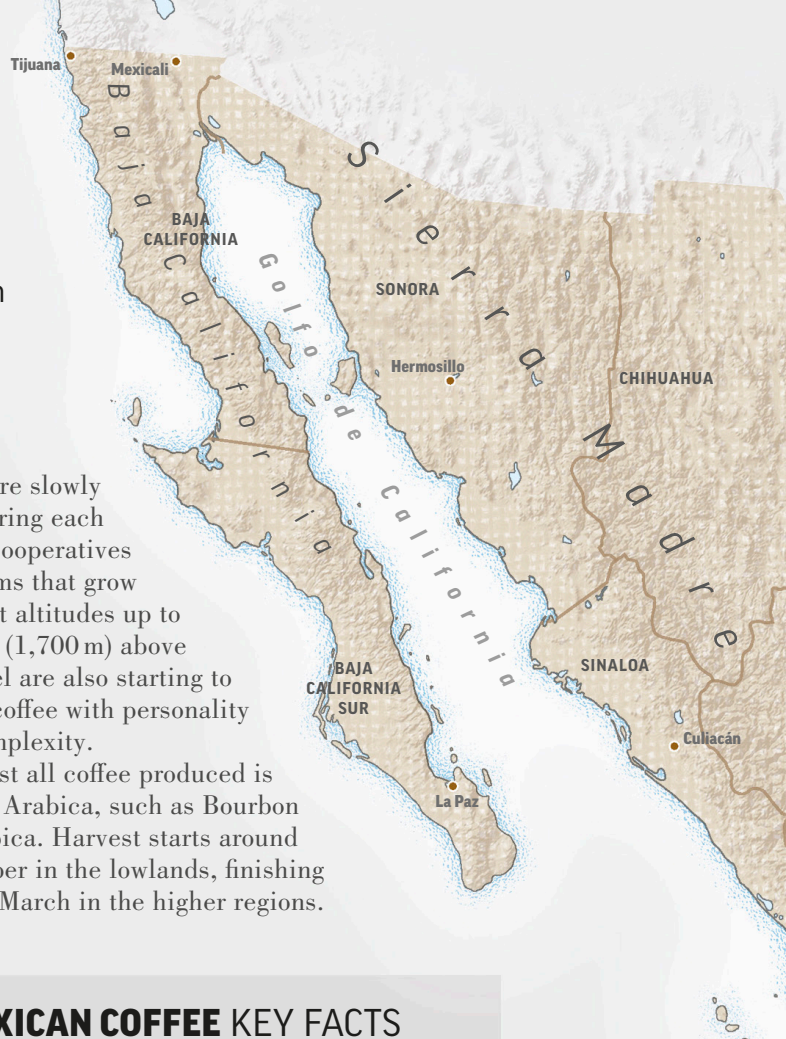 Tijuana
Mexicali
Baja California
BAJA
CALIFORNIA
Golfo de California
Sierra Madre
SONORA
Hermosillo
CHIHUAHUA
SINALOA
Culiacán
BAJA
CALIFORNIA
SUR
La Paz
n
re slowly
ring each
ooperatives
ms that grow
t altitudes up to
(1,700 m) above
el are also starting to
coffee with personality
mplexity.
st all coffee produced is
Arabica, such as Bourbon
pica. Harvest starts around
ber in the lowlands, finishing
March in the higher regions.
XICAN COFFEE KEY FACTS